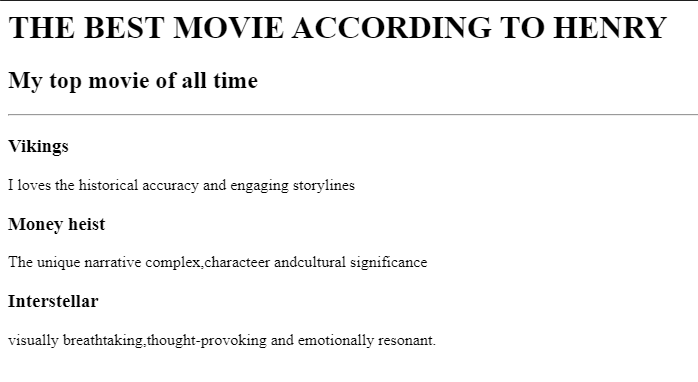 THE BEST MOVIE ACCORDING TO HENRY
My top movie of all time
Vikings
I loves the historical accuracy and engaging storylines
Money heist
The unique narrative complex,characteer andcultural significance
Interstellar
visually breathtaking,thought-provoking and emotionally resonant.